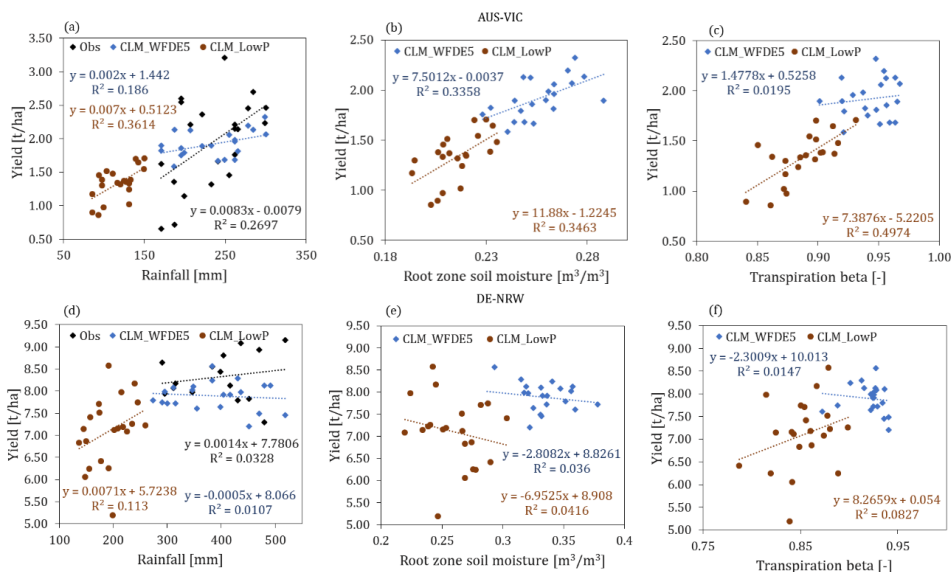 AUS-VIC
(a)
Obs CLM_WFDE5 CLM_LowP
y = 0.002x + 1.442
R² = 0.186
y = 0.007x + 0.5123
R² = 0.3614
y = 0.0083x − 0.0079
R² = 0.2697
Yield [t/ha]
3.50
3.00
2.50
2.00
1.50
1.00
0.50
50 150 250 350
Rainfall [mm]
(b)
CLM_WFDE5 CLM_LowP
y = 7.5012x - 0.0037
R² = 0.3358
y = 11.88x - 1.2245
R² = 0.3463
Yield [t/ha]
2.50
2.00
1.50
1.00
0.50
0.18 0.23 0.28
Root zone soil moisture [m³/m³]
(c)
CLM_WFDE5 CLM_LowP
y = 1.4778x + 0.5258
R² = 0.0195
y = 7.3876x - 5.2205
R² = 0.4974
Yield [t/ha]
2.50
2.00
1.50
1.00
0.50
0.80 0.90 1.00
Transpiration beta [-]
DE-NRW
(d)
Obs CLM_WFDE5 CLM_LowP
y = 0.0014x + 7.7806
R² = 0.0328
y = 0.0071x + 5.7238
R² = 0.113
y = -0.0005x + 8.066
R² = 0.0107
Yield [t/ha]
9.50
9.00
8.50
8.00
7.50
7.00
6.50
6.00
5.50
5.00
100 200 300 400 500
Rainfall [mm]
(e)
CLM_WFDE5 CLM_LowP
y = -2.8082x + 8.8261
R² = 0.036
y = -6.9525x + 8.908
R² = 0.0416
Yield [t/ha]
9.50
9.00
8.50
8.00
7.50
7.00
6.50
6.00
5.50
5.00
0.2 0.25 0.3 0.35 0.4
Root zone soil moisture [m³/m³]
(f)
CLM_WFDE5 CLM_LowP
y = -2.3009x + 10.013
R² = 0.0147
y = 8.2659x + 0.054
R² = 0.0827
Yield [t/ha]
9.50
9.00
8.50
8.00
7.50
7.00
6.50
6.00
5.50
5.00
0.75 0.85 0.95
Transpiration beta [-]